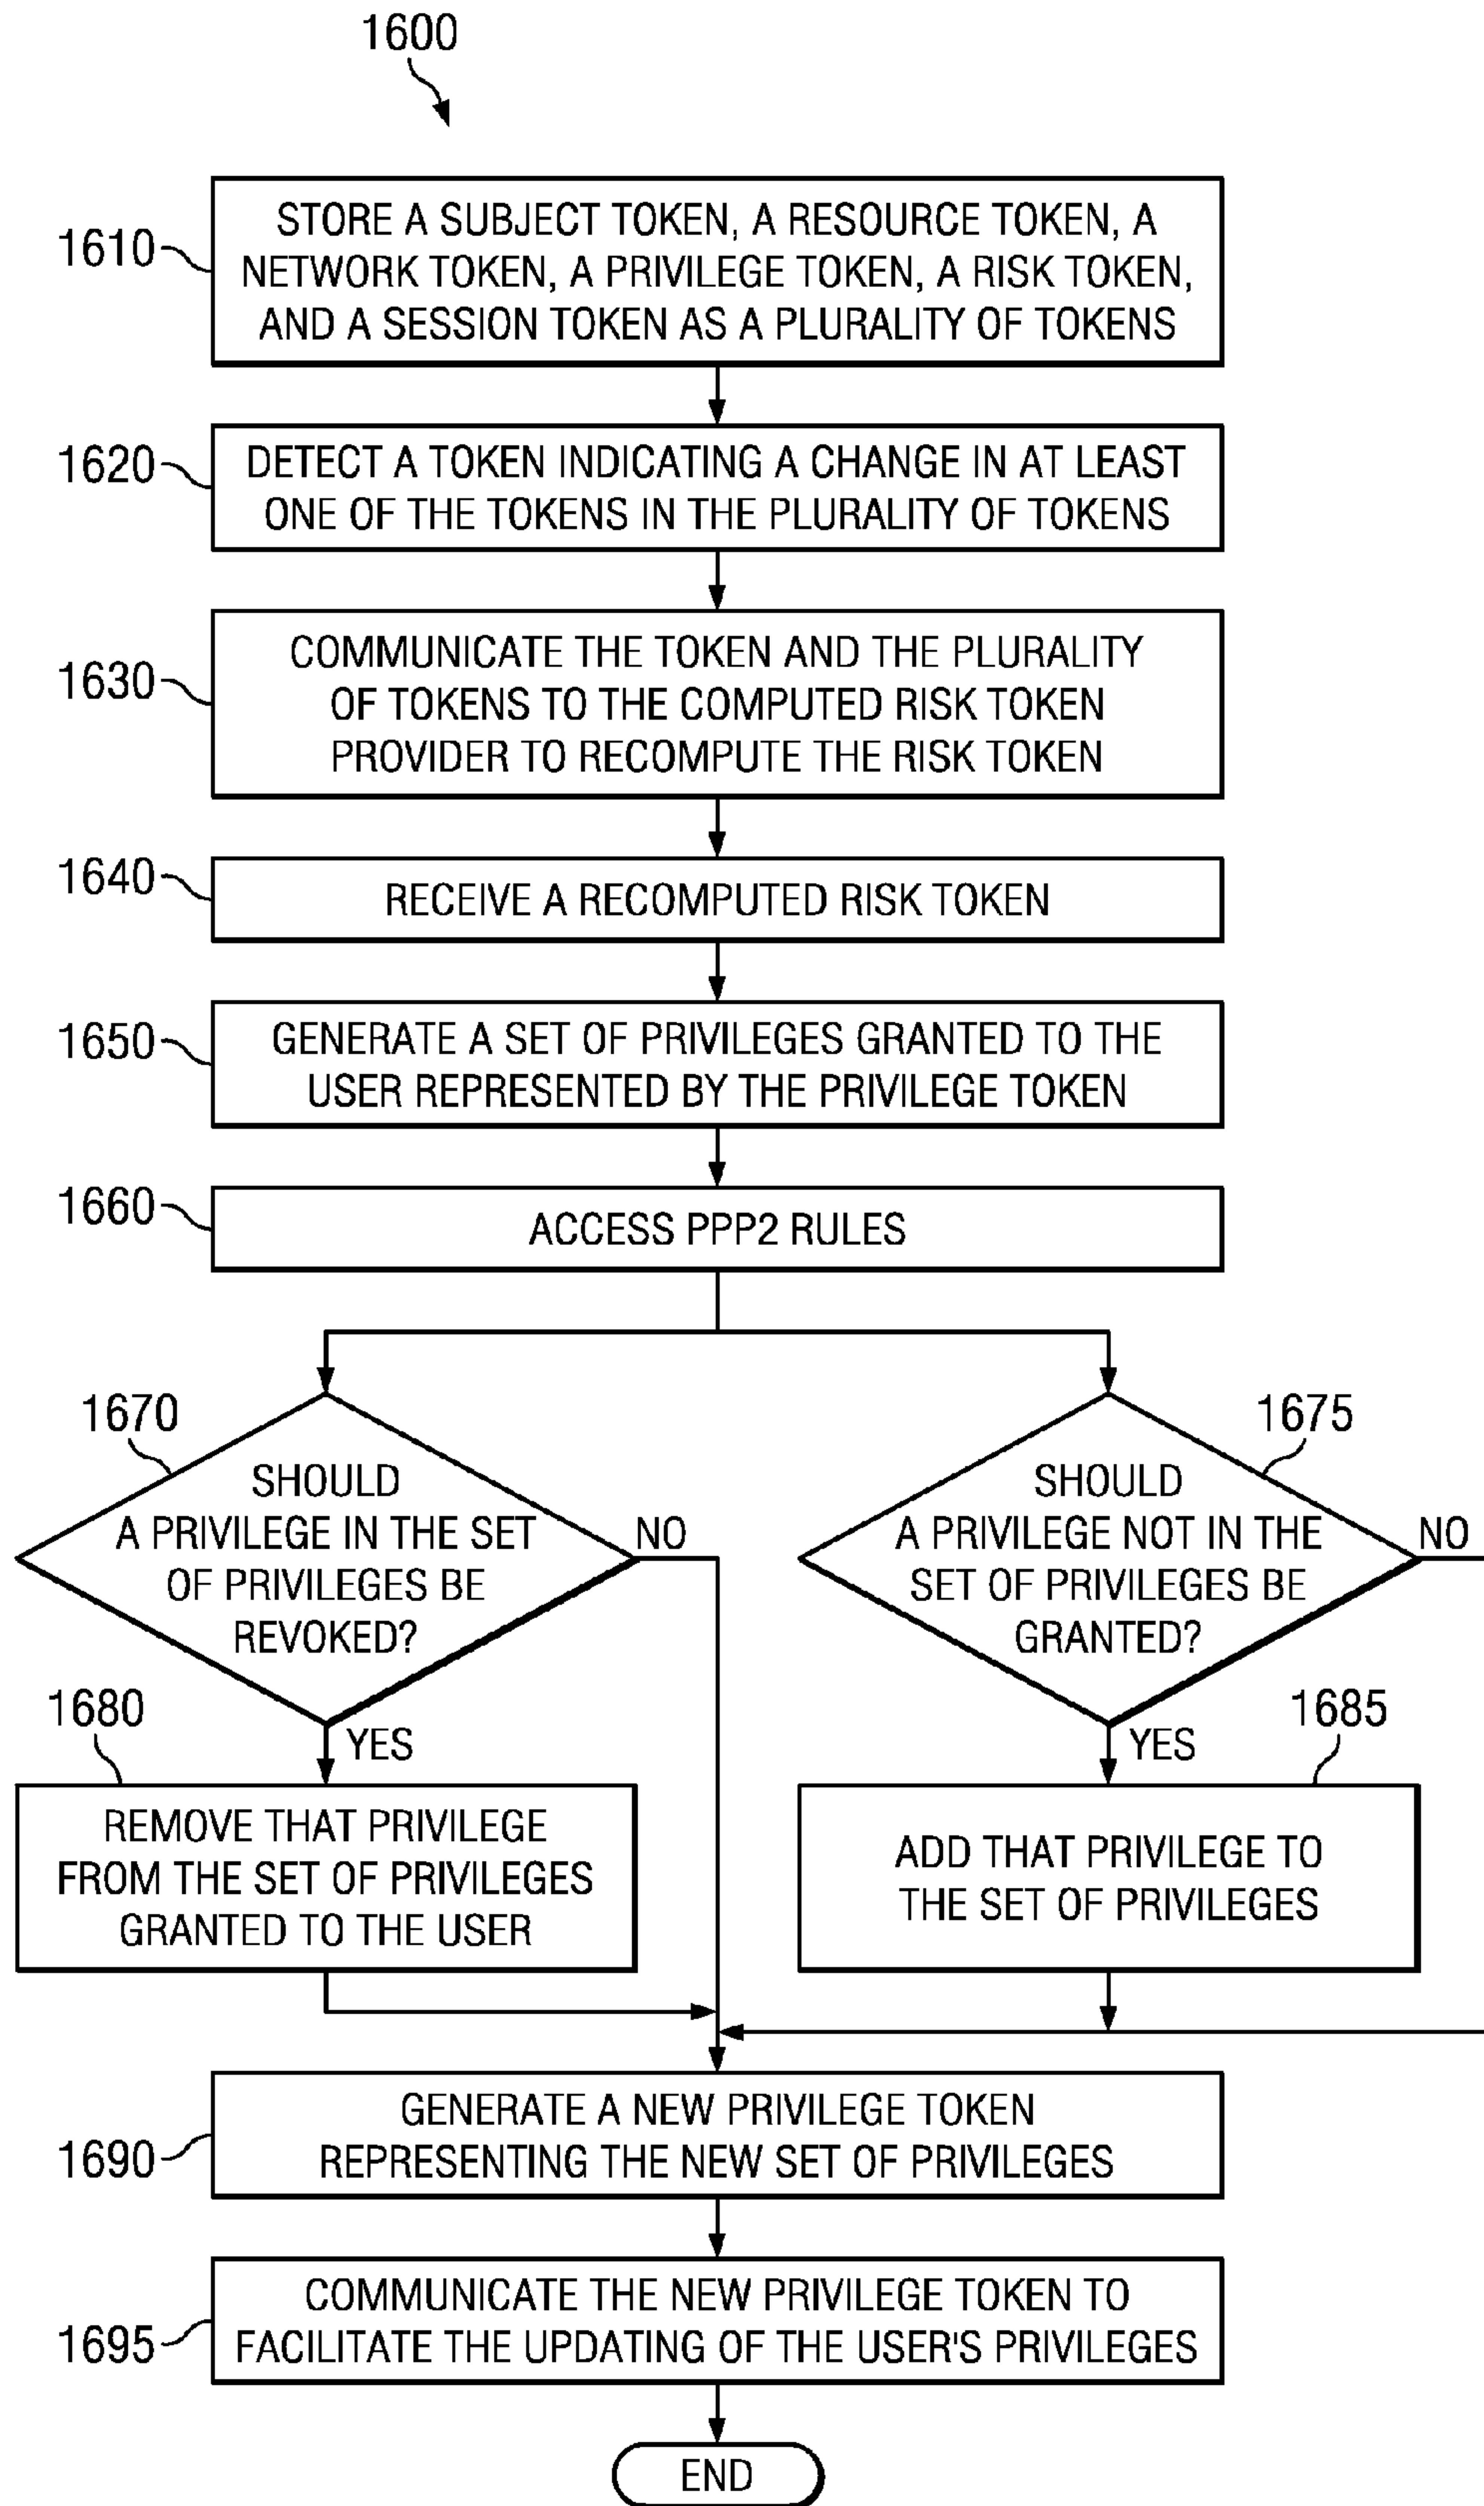 1600
1610
STORE A SUBJECT TOKEN, A RESOURCE TOKEN, A
NETWORK TOKEN, A PRIVILEGE TOKEN, A RISK TOKEN,
AND A SESSION TOKEN AS A PLURALITY OF TOKENS
1620
DETECT A TOKEN INDICATING A CHANGE IN AT LEAST
ONE OF THE TOKENS IN THE PLURALITY OF TOKENS
1630
COMMUNICATE THE TOKEN AND THE PLURALITY
OF TOKENS TO THE COMPUTED RISK TOKEN
PROVIDER TO RECOMPUTE THE RISK TOKEN
1640
RECEIVE A RECOMPUTED RISK TOKEN
1650
GENERATE A SET OF PRIVILEGES GRANTED TO THE
USER REPRESENTED BY THE PRIVILEGE TOKEN
1660
ACCESS PPP2 RULES
1670
SHOULD
A PRIVILEGE IN THE SET
OF PRIVILEGES BE
REVOKED?
NO
YES
1675
SHOULD
A PRIVILEGE NOT IN THE
SET OF PRIVILEGES BE
GRANTED?
NO
YES
1680
REMOVE THAT PRIVILEGE
FROM THE SET OF PRIVILEGES
GRANTED TO THE USER
1685
ADD THAT PRIVILEGE TO
THE SET OF PRIVILEGES
1690
GENERATE A NEW PRIVILEGE TOKEN
REPRESENTING THE NEW SET OF PRIVILEGES
1695
COMMUNICATE THE NEW PRIVILEGE TOKEN TO
FACILITATE THE UPDATING OF THE USER'S PRIVILEGES
END